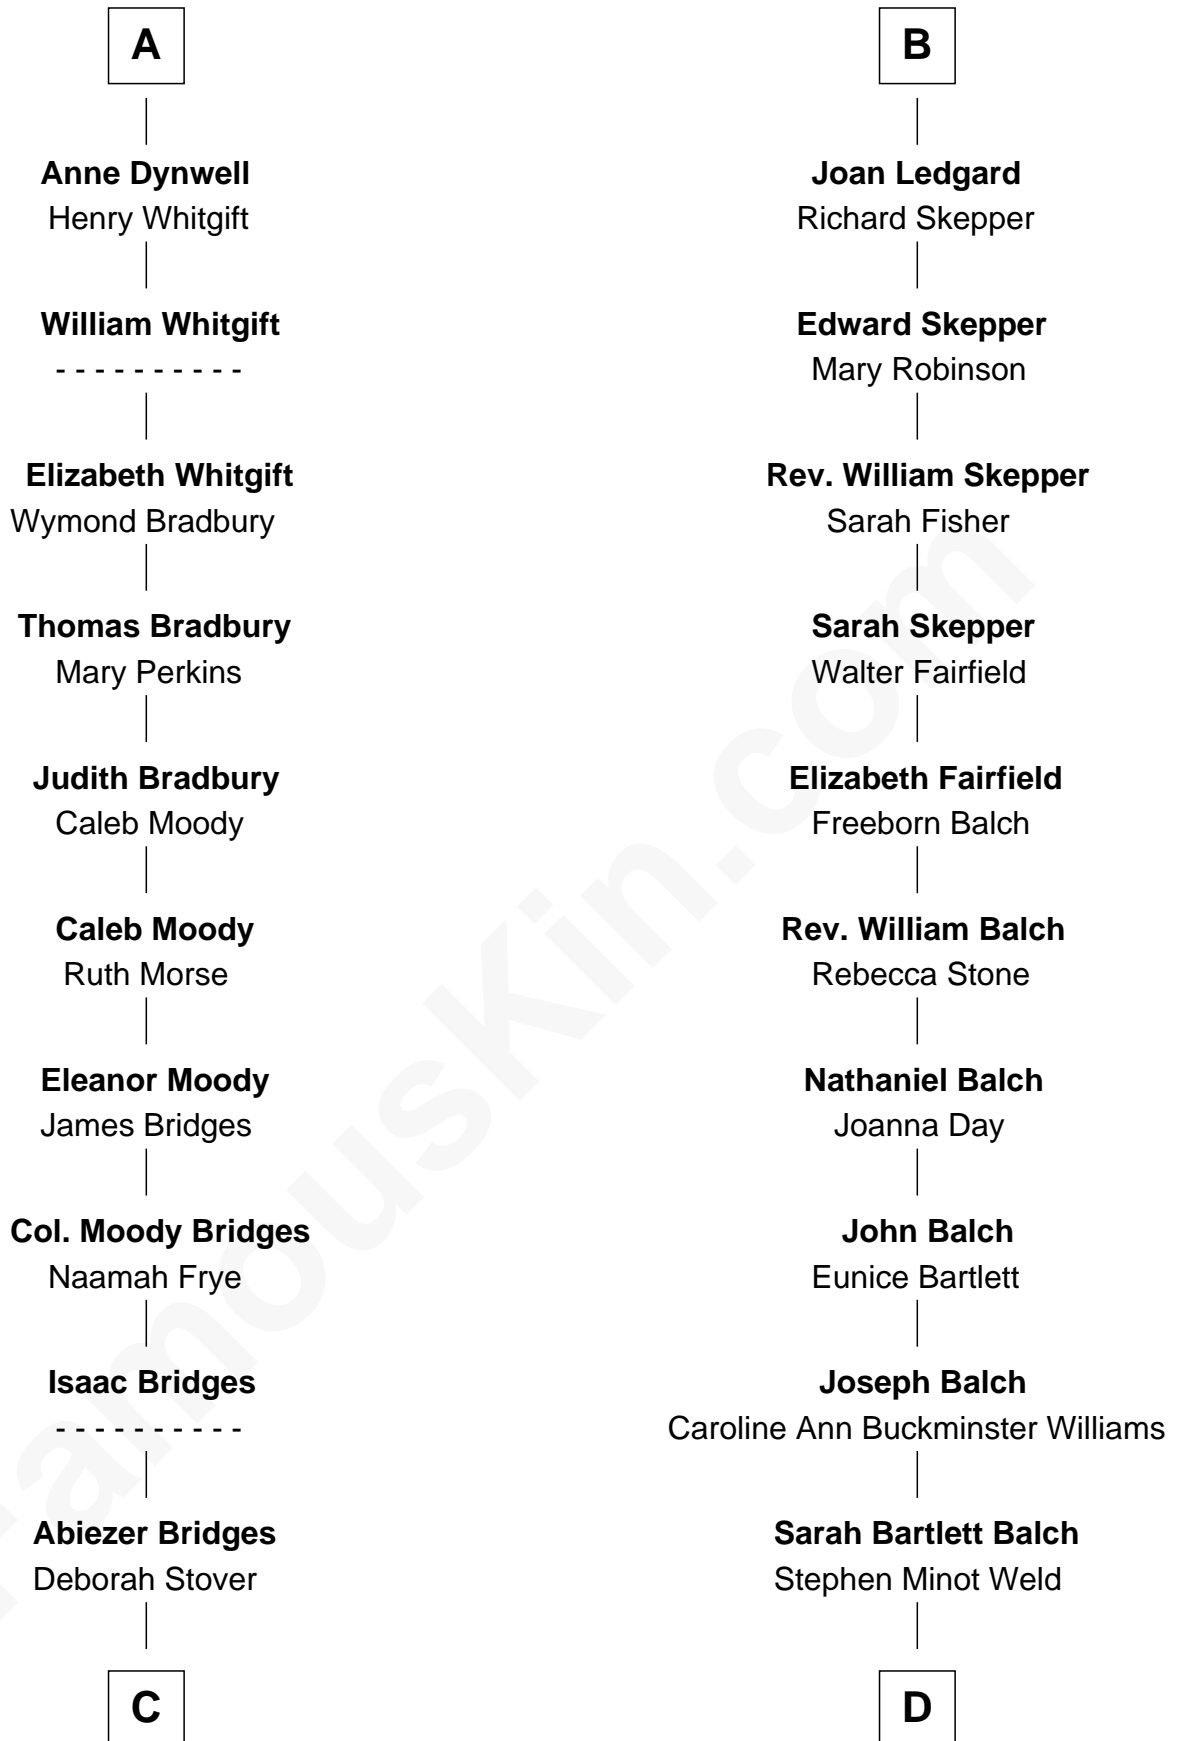 A
Anne Dynwell
Henry Whitgift
William Whitgift
- - - - - - - - - -
Elizabeth Whitgift
Wymond Bradbury
Thomas Bradbury
Mary Perkins
Judith Bradbury
Caleb Moody
Caleb Moody
Ruth Morse
Eleanor Moody
James Bridges
Col. Moody Bridges
Naamah Frye
Isaac Bridges
- - - - - - - - - -
Abiezer Bridges
Deborah Stover
C
B
Joan Ledgard
Richard Skepper
Edward Skepper
Mary Robinson
Rev. William Skepper
Sarah Fisher
Sarah Skepper
Walter Fairfield
Elizabeth Fairfield
Freeborn Balch
Rev. William Balch
Rebecca Stone
Nathaniel Balch
Joanna Day
John Balch
Eunice Bartlett
Joseph Balch
Caroline Ann Buckminster Williams
Sarah Bartlett Balch
Stephen Minot Weld
D
FamousKin.com